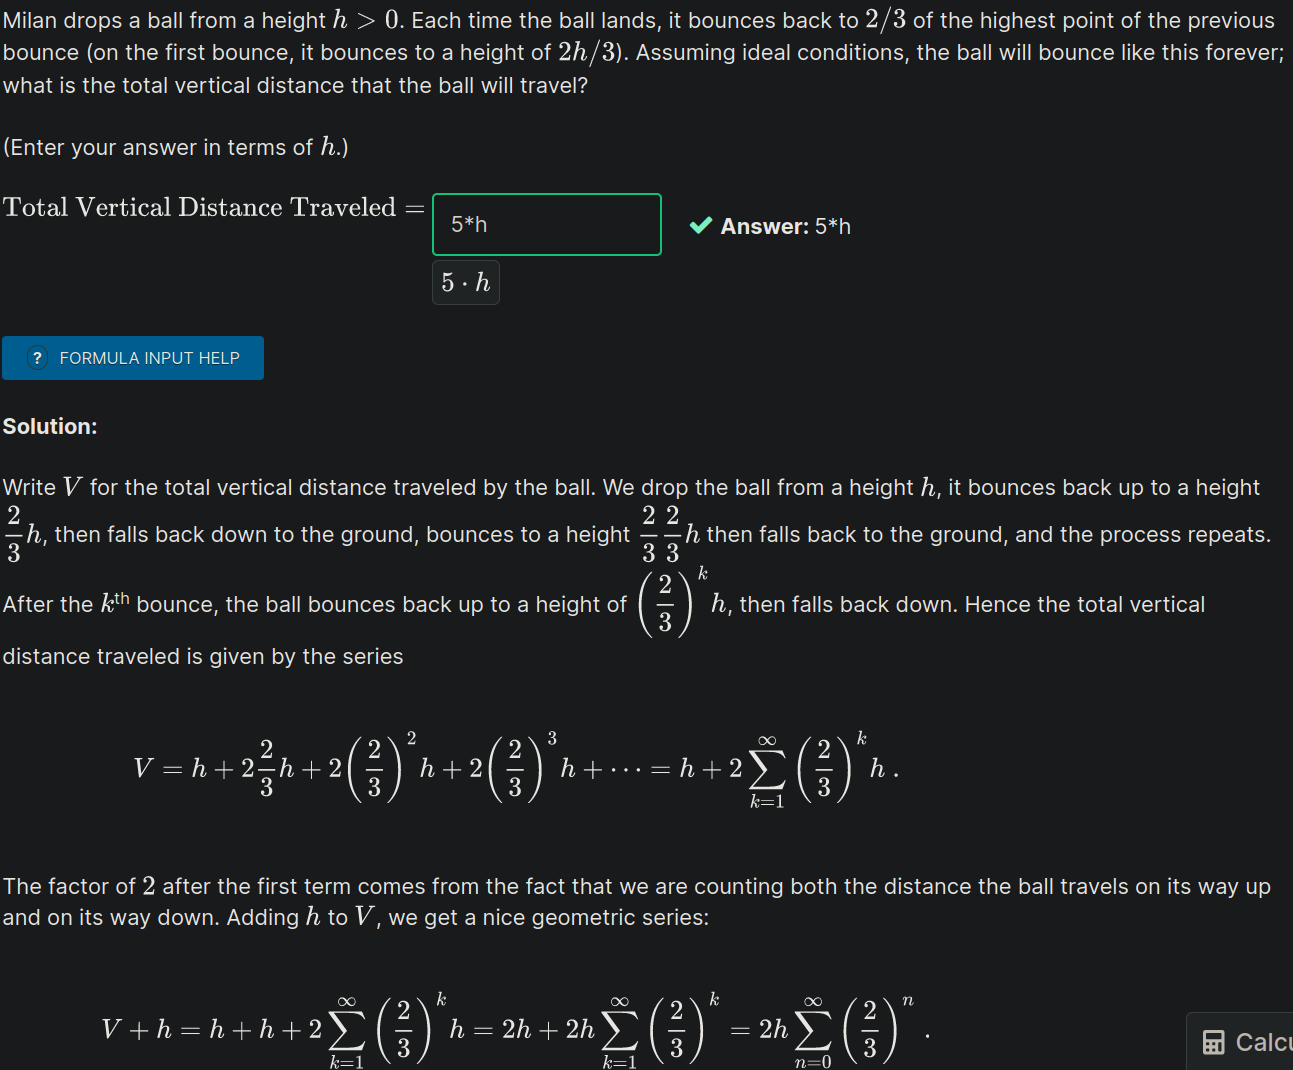 Milan drops a ball from a height h > 0. Each time the ball lands, it bounces back to 2/3 of the highest point of the previous
bounce (on the first bounce, it bounces to a height of 2h/3). Assuming ideal conditions, the ball will bounce like this forever;
what is the total vertical distance that the ball will travel?
(Enter your answer in terms of h.)
Total Vertical Distance Traveled = 5*h ✔ Answer: 5*h
5 · h
? FORMULA INPUT HELP
Solution:
Write V for the total vertical distance traveled by the ball. We drop the ball from a height h, it bounces back up to a height
\frac{2}{3}h, then falls back down to the ground, bounces to a height \frac{2}{3}\frac{2}{3}h then falls back to the ground, and the process repeats.
After the k^{th} bounce, the ball bounces back up to a height of \left(\frac{2}{3}\right)^k h, then falls back down. Hence the total vertical
distance traveled is given by the series
V = h + 2\frac{2}{3}h + 2\left(\frac{2}{3}\right)^2 h + 2\left(\frac{2}{3}\right)^3 h + \cdots = h + 2\sum_{k=1}^{\infty}\left(\frac{2}{3}\right)^k h .
The factor of 2 after the first term comes from the fact that we are counting both the distance the ball travels on its way up
and on its way down. Adding h to V, we get a nice geometric series:
V + h = h + h + 2\sum_{k=1}^{\infty}\left(\frac{2}{3}\right)^k h = 2h + 2h\sum_{k=1}^{\infty}\left(\frac{2}{3}\right)^k = 2h\sum_{n=0}^{\infty}\left(\frac{2}{3}\right)^n .